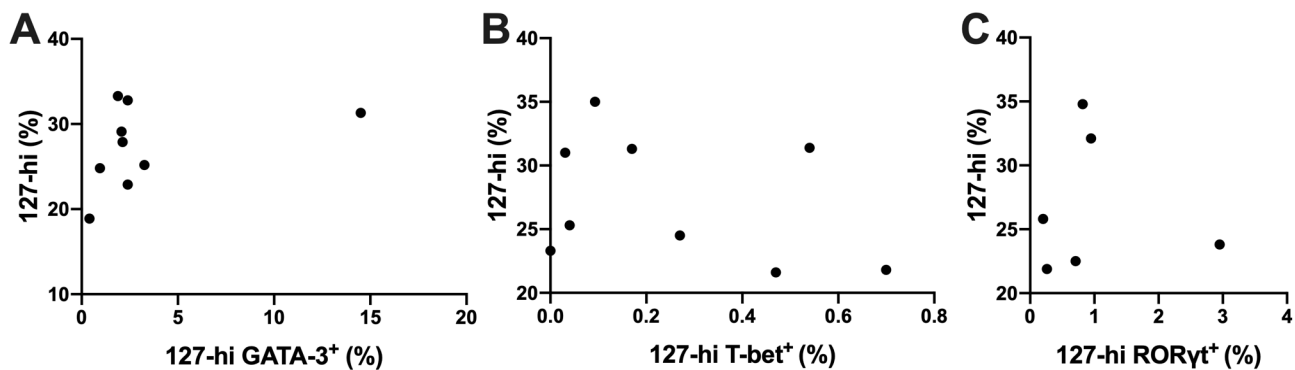 A
40
30
20
10
127-hi (%)
0 5 10 15 20
127-hi GATA-3⁺ (%)
B
40
35
30
25
20
127-hi (%)
0.0 0.2 0.4 0.6 0.8
127-hi T-bet⁺ (%)
C
40
35
30
25
20
127-hi (%)
0 1 2 3 4
127-hi RORγt⁺ (%)